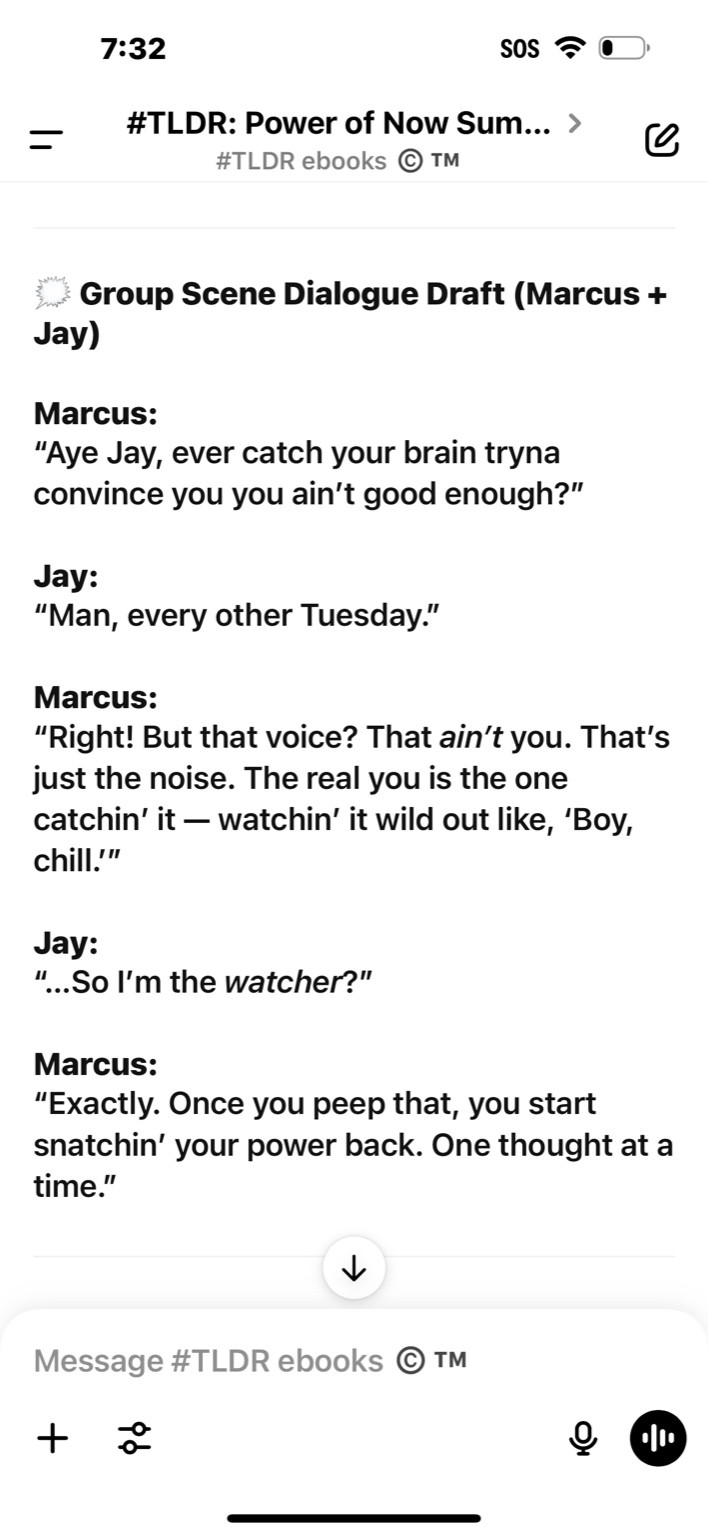 7:32 SOS
#TLDR: Power of Now Sum... >
#TLDR ebooks © ™
Group Scene Dialogue Draft (Marcus +
Jay)
Marcus:
“Aye Jay, ever catch your brain tryna
convince you you ain’t good enough?”
Jay:
“Man, every other Tuesday.”
Marcus:
“Right! But that voice? That ain’t you. That’s
just the noise. The real you is the one
catchin’ it — watchin’ it wild out like, ‘Boy,
chill.’”
Jay:
“...So I’m the watcher?”
Marcus:
“Exactly. Once you peep that, you start
snatchin’ your power back. One thought at a
time.”
Message #TLDR ebooks © ™